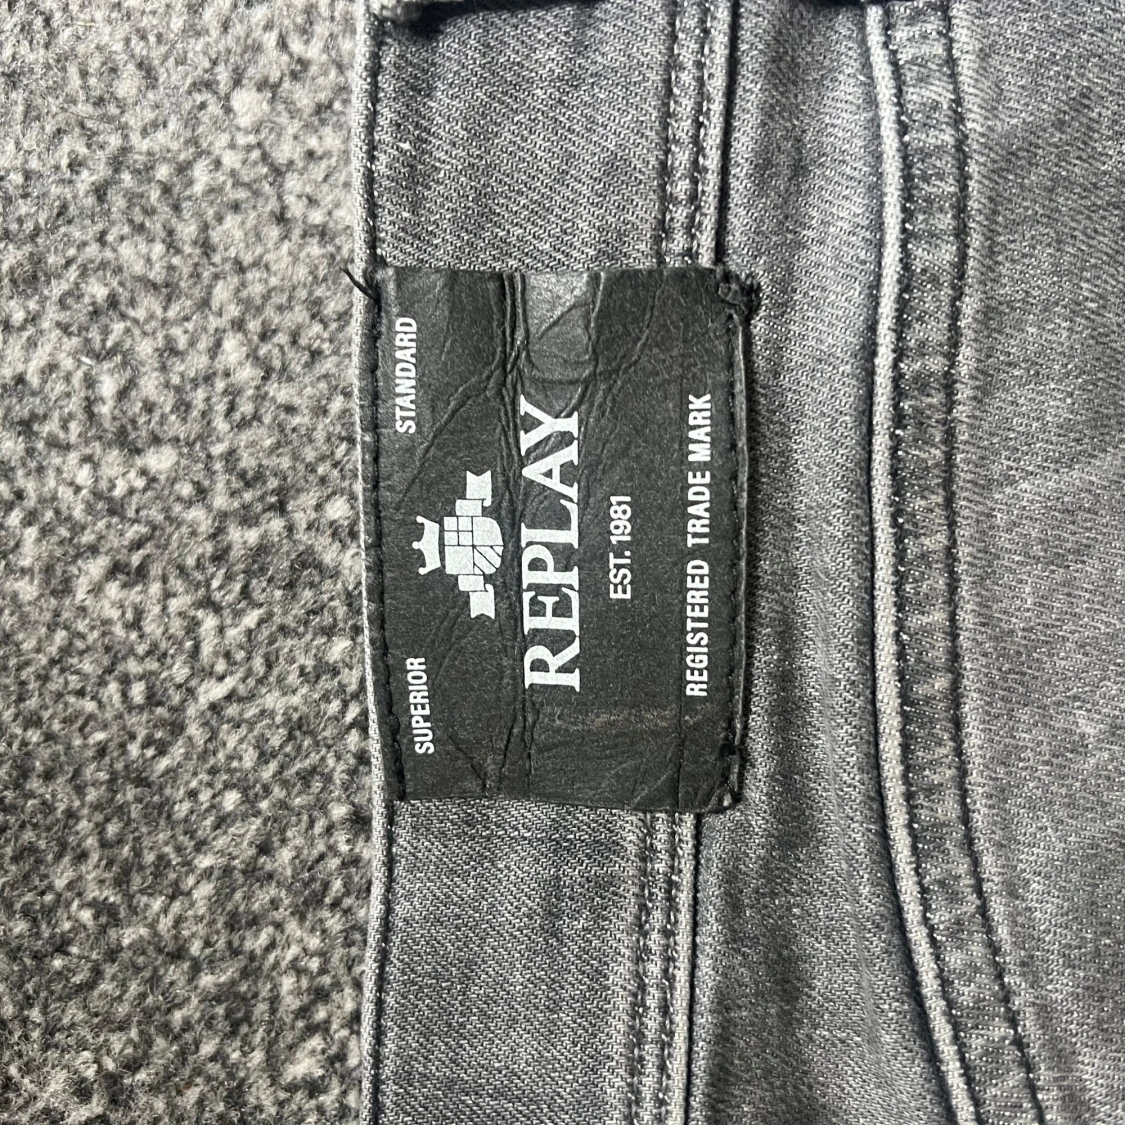 SUPERIOR STANDARD
REPLAY
EST. 1981
REGISTERED TRADE MARK